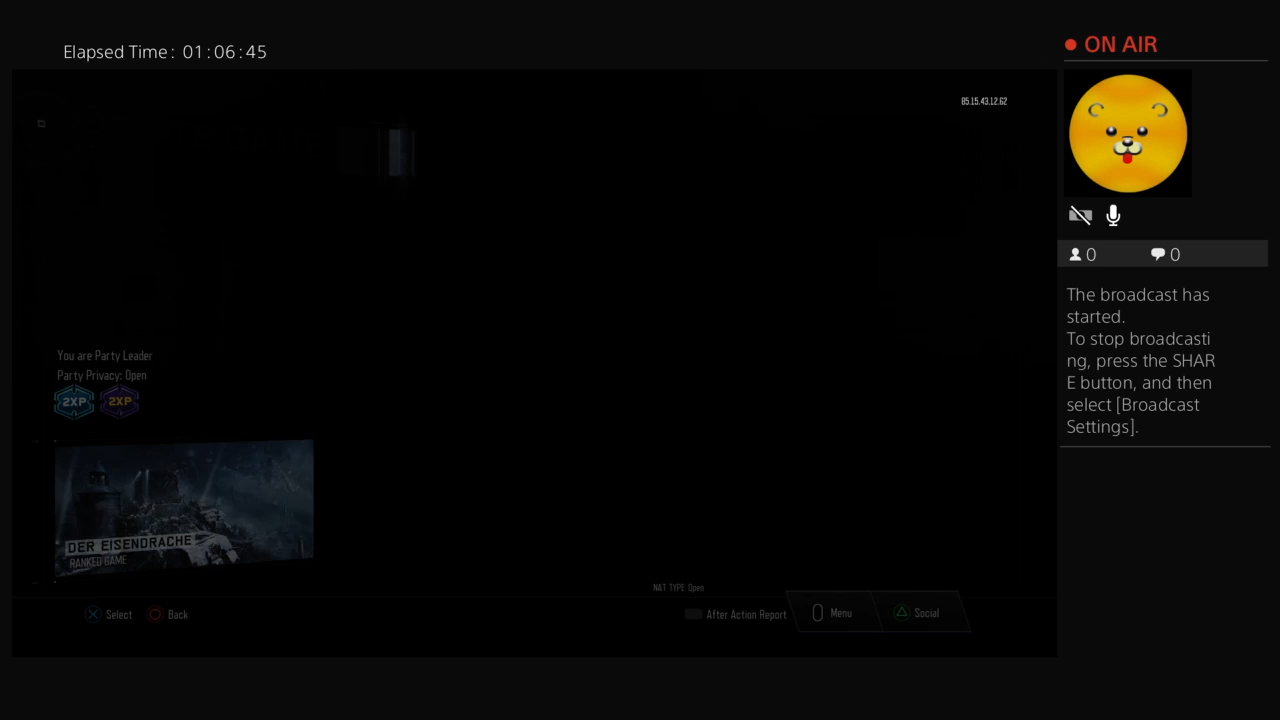 Elapsed Time: 01:06:45
ON AIR
85.15.43.12.62
0 0
The broadcast has
started.
To stop broadcasti
ng, press the SHAR
E button, and then
select [Broadcast
Settings].
You are Party Leader
Party Privacy: Open
2XP 2XP
DER EISENDRACHE
RANKED GAME
NAT TYPE: Open
Select Back After Action Report Menu Social